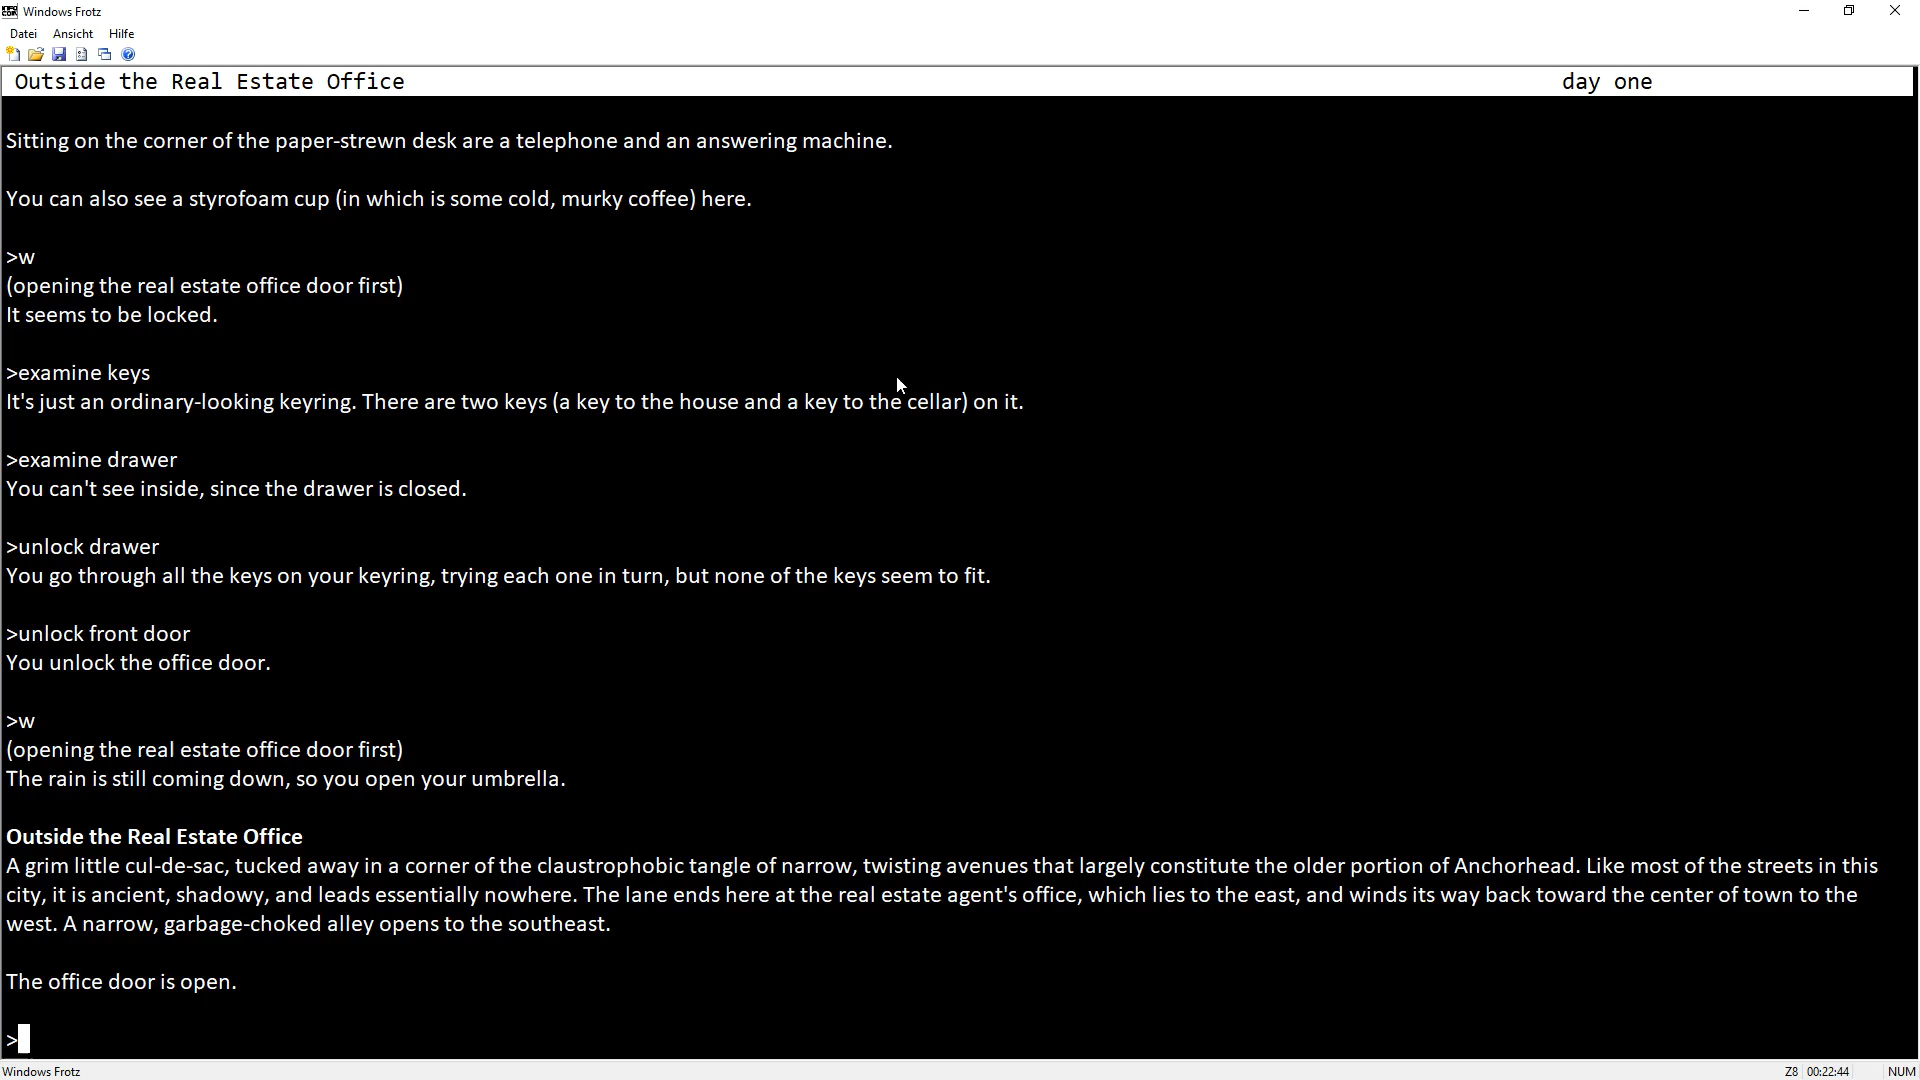 Windows Frotz
Datei Ansicht Hilfe
Outside the Real Estate Office day one
Sitting on the corner of the paper-strewn desk are a telephone and an answering machine.
You can also see a styrofoam cup (in which is some cold, murky coffee) here.
>w
(opening the real estate office door first)
It seems to be locked.
>examine keys
It's just an ordinary-looking keyring. There are two keys (a key to the house and a key to the cellar) on it.
>examine drawer
You can't see inside, since the drawer is closed.
>unlock drawer
You go through all the keys on your keyring, trying each one in turn, but none of the keys seem to fit.
>unlock front door
You unlock the office door.
>w
(opening the real estate office door first)
The rain is still coming down, so you open your umbrella.
Outside the Real Estate Office
A grim little cul-de-sac, tucked away in a corner of the claustrophobic tangle of narrow, twisting avenues that largely constitute the older portion of Anchorhead. Like most of the streets in this
city, it is ancient, shadowy, and leads essentially nowhere. The lane ends here at the real estate agent's office, which lies to the east, and winds its way back toward the center of town to the
west. A narrow, garbage-choked alley opens to the southeast.
The office door is open.
>
Windows Frotz Z8 00:22:44 NUM